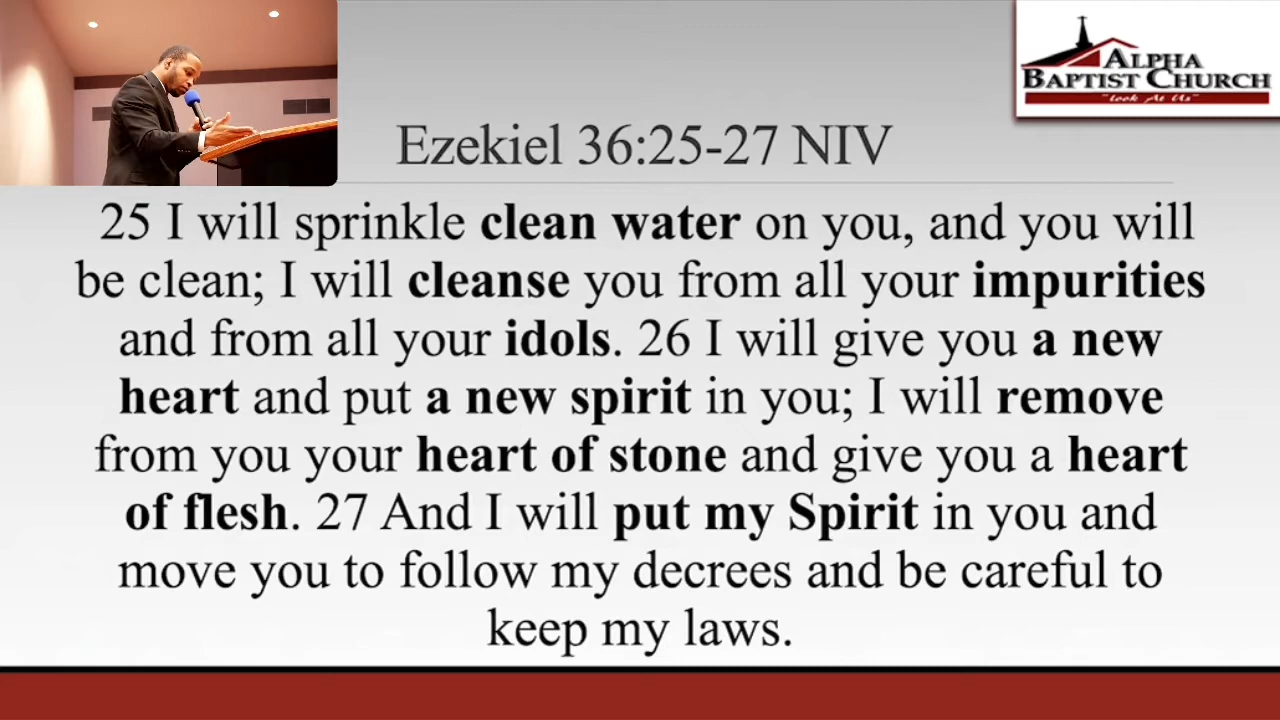 ALPHA
BAPTIST CHURCH
"Look At Us"
Ezekiel 36:25-27 NIV
25 I will sprinkle clean water on you, and you will
be clean; I will cleanse you from all your impurities
and from all your idols. 26 I will give you a new
heart and put a new spirit in you; I will remove
from you your heart of stone and give you a heart
of flesh. 27 And I will put my Spirit in you and
move you to follow my decrees and be careful to
keep my laws.